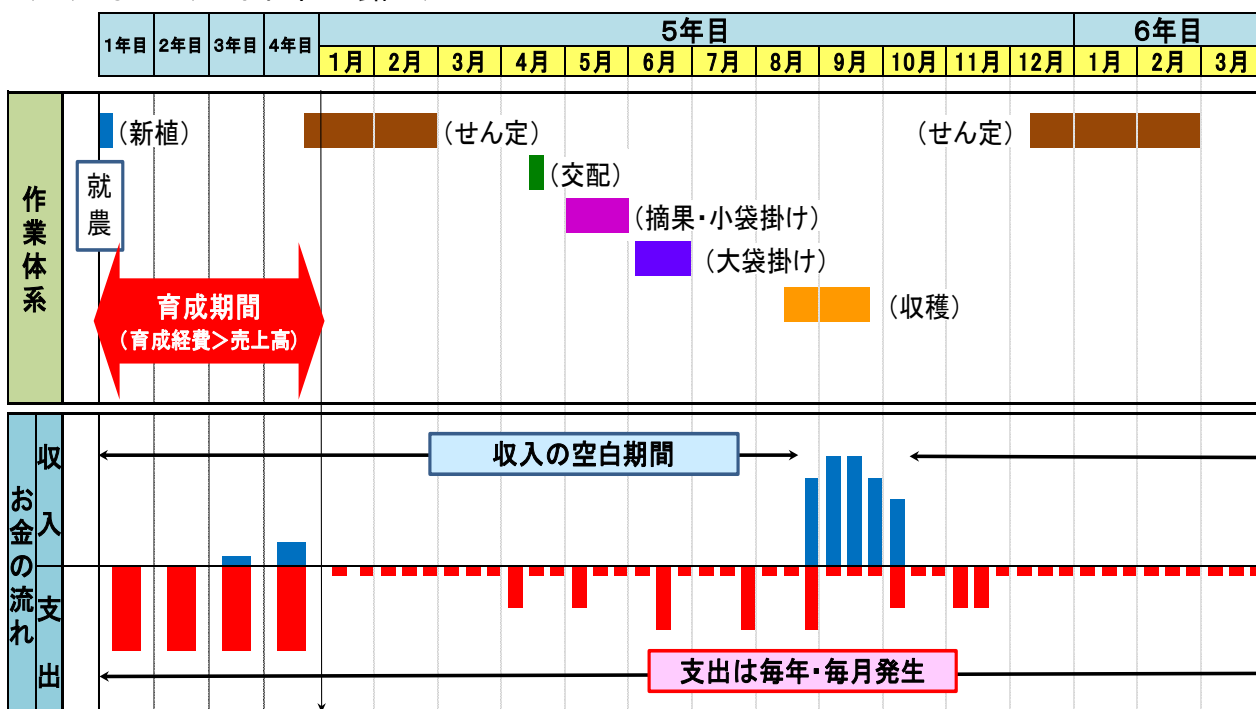 1年目 2年目 3年目 4年目 5年目 6年目
1月 2月 3月 4月 5月 6月 7月 8月 9月 10月 11月 12月 1月 2月 3月
作業体系
(新植)
(せん定)
(せん定)
就農
(交配)
(摘果・小袋掛け)
(大袋掛け)
育成期間
(育成経費>売上高)
(収穫)
お金の流れ
収入
収入の空白期間
支出
支出は毎年・毎月発生